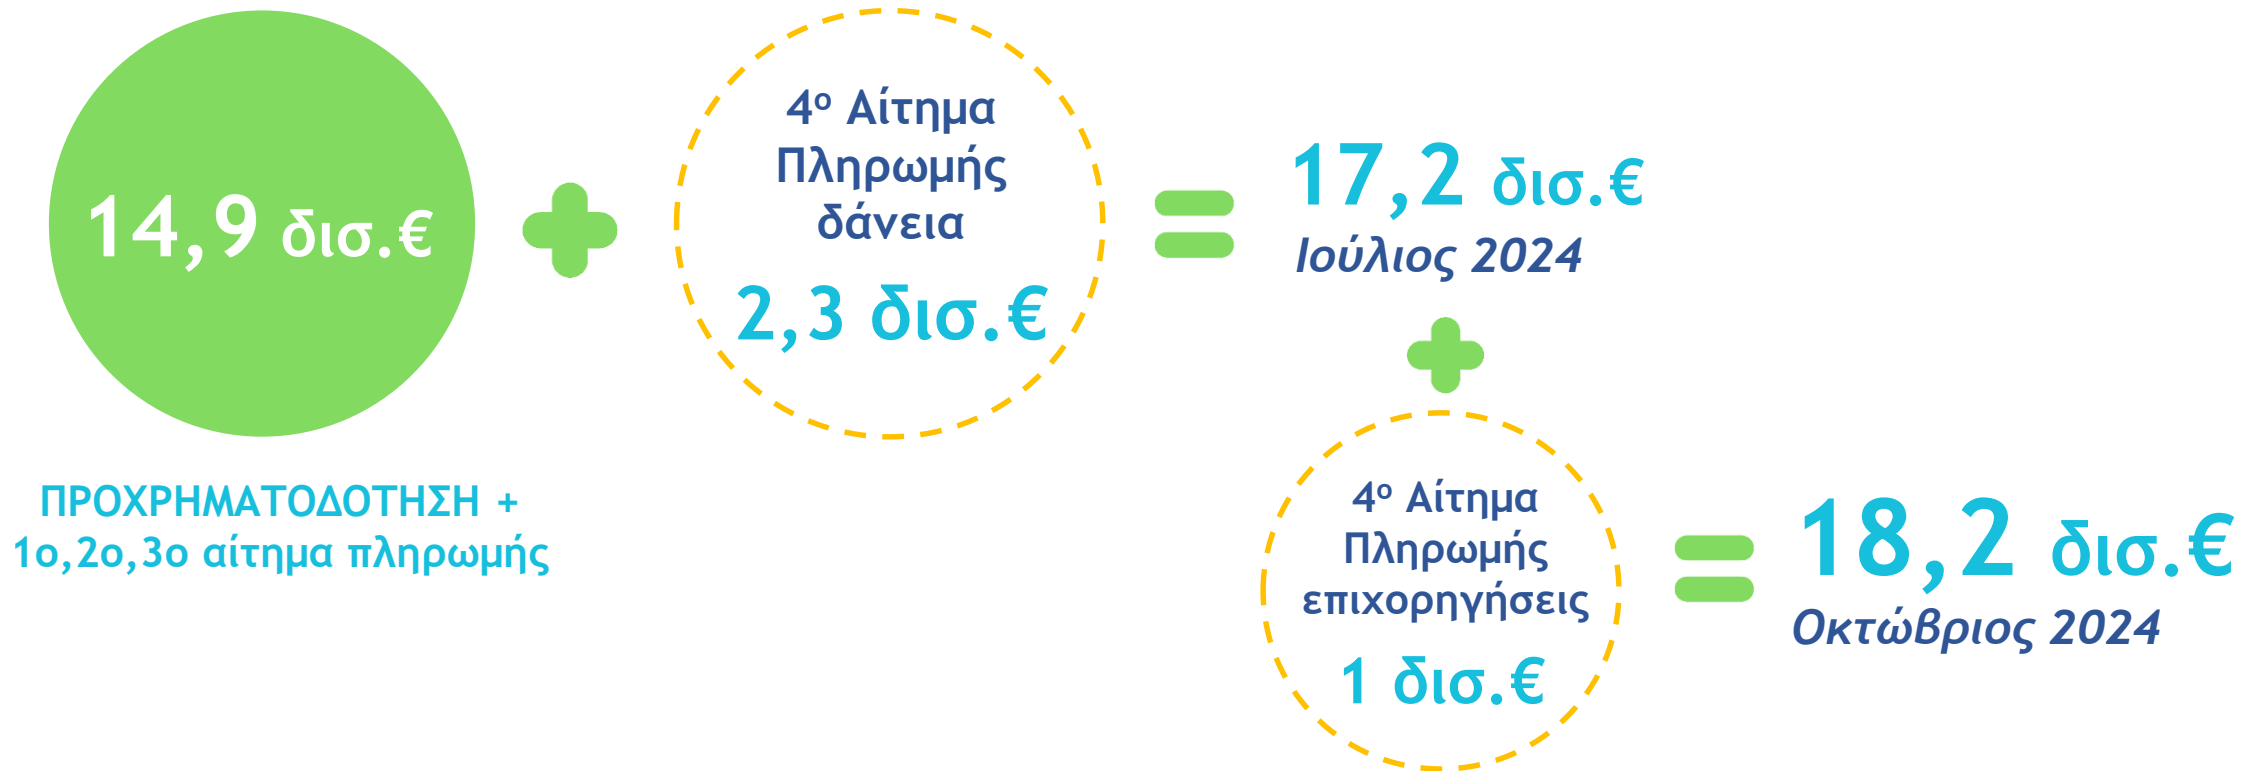 14,9 δισ.€
ΠΡΟΧΡΗΜΑΤΟΔΟΤΗΣΗ +
1ο,2ο,3ο αίτημα πληρωμής
4ο Αίτημα
Πληρωμής
δάνεια
2,3 δισ.€
17,2 δισ.€
Ιούλιος 2024
4ο Αίτημα
Πληρωμής
επιχορηγήσεις
1 δισ.€
18,2 δισ.€
Οκτώβριος 2024